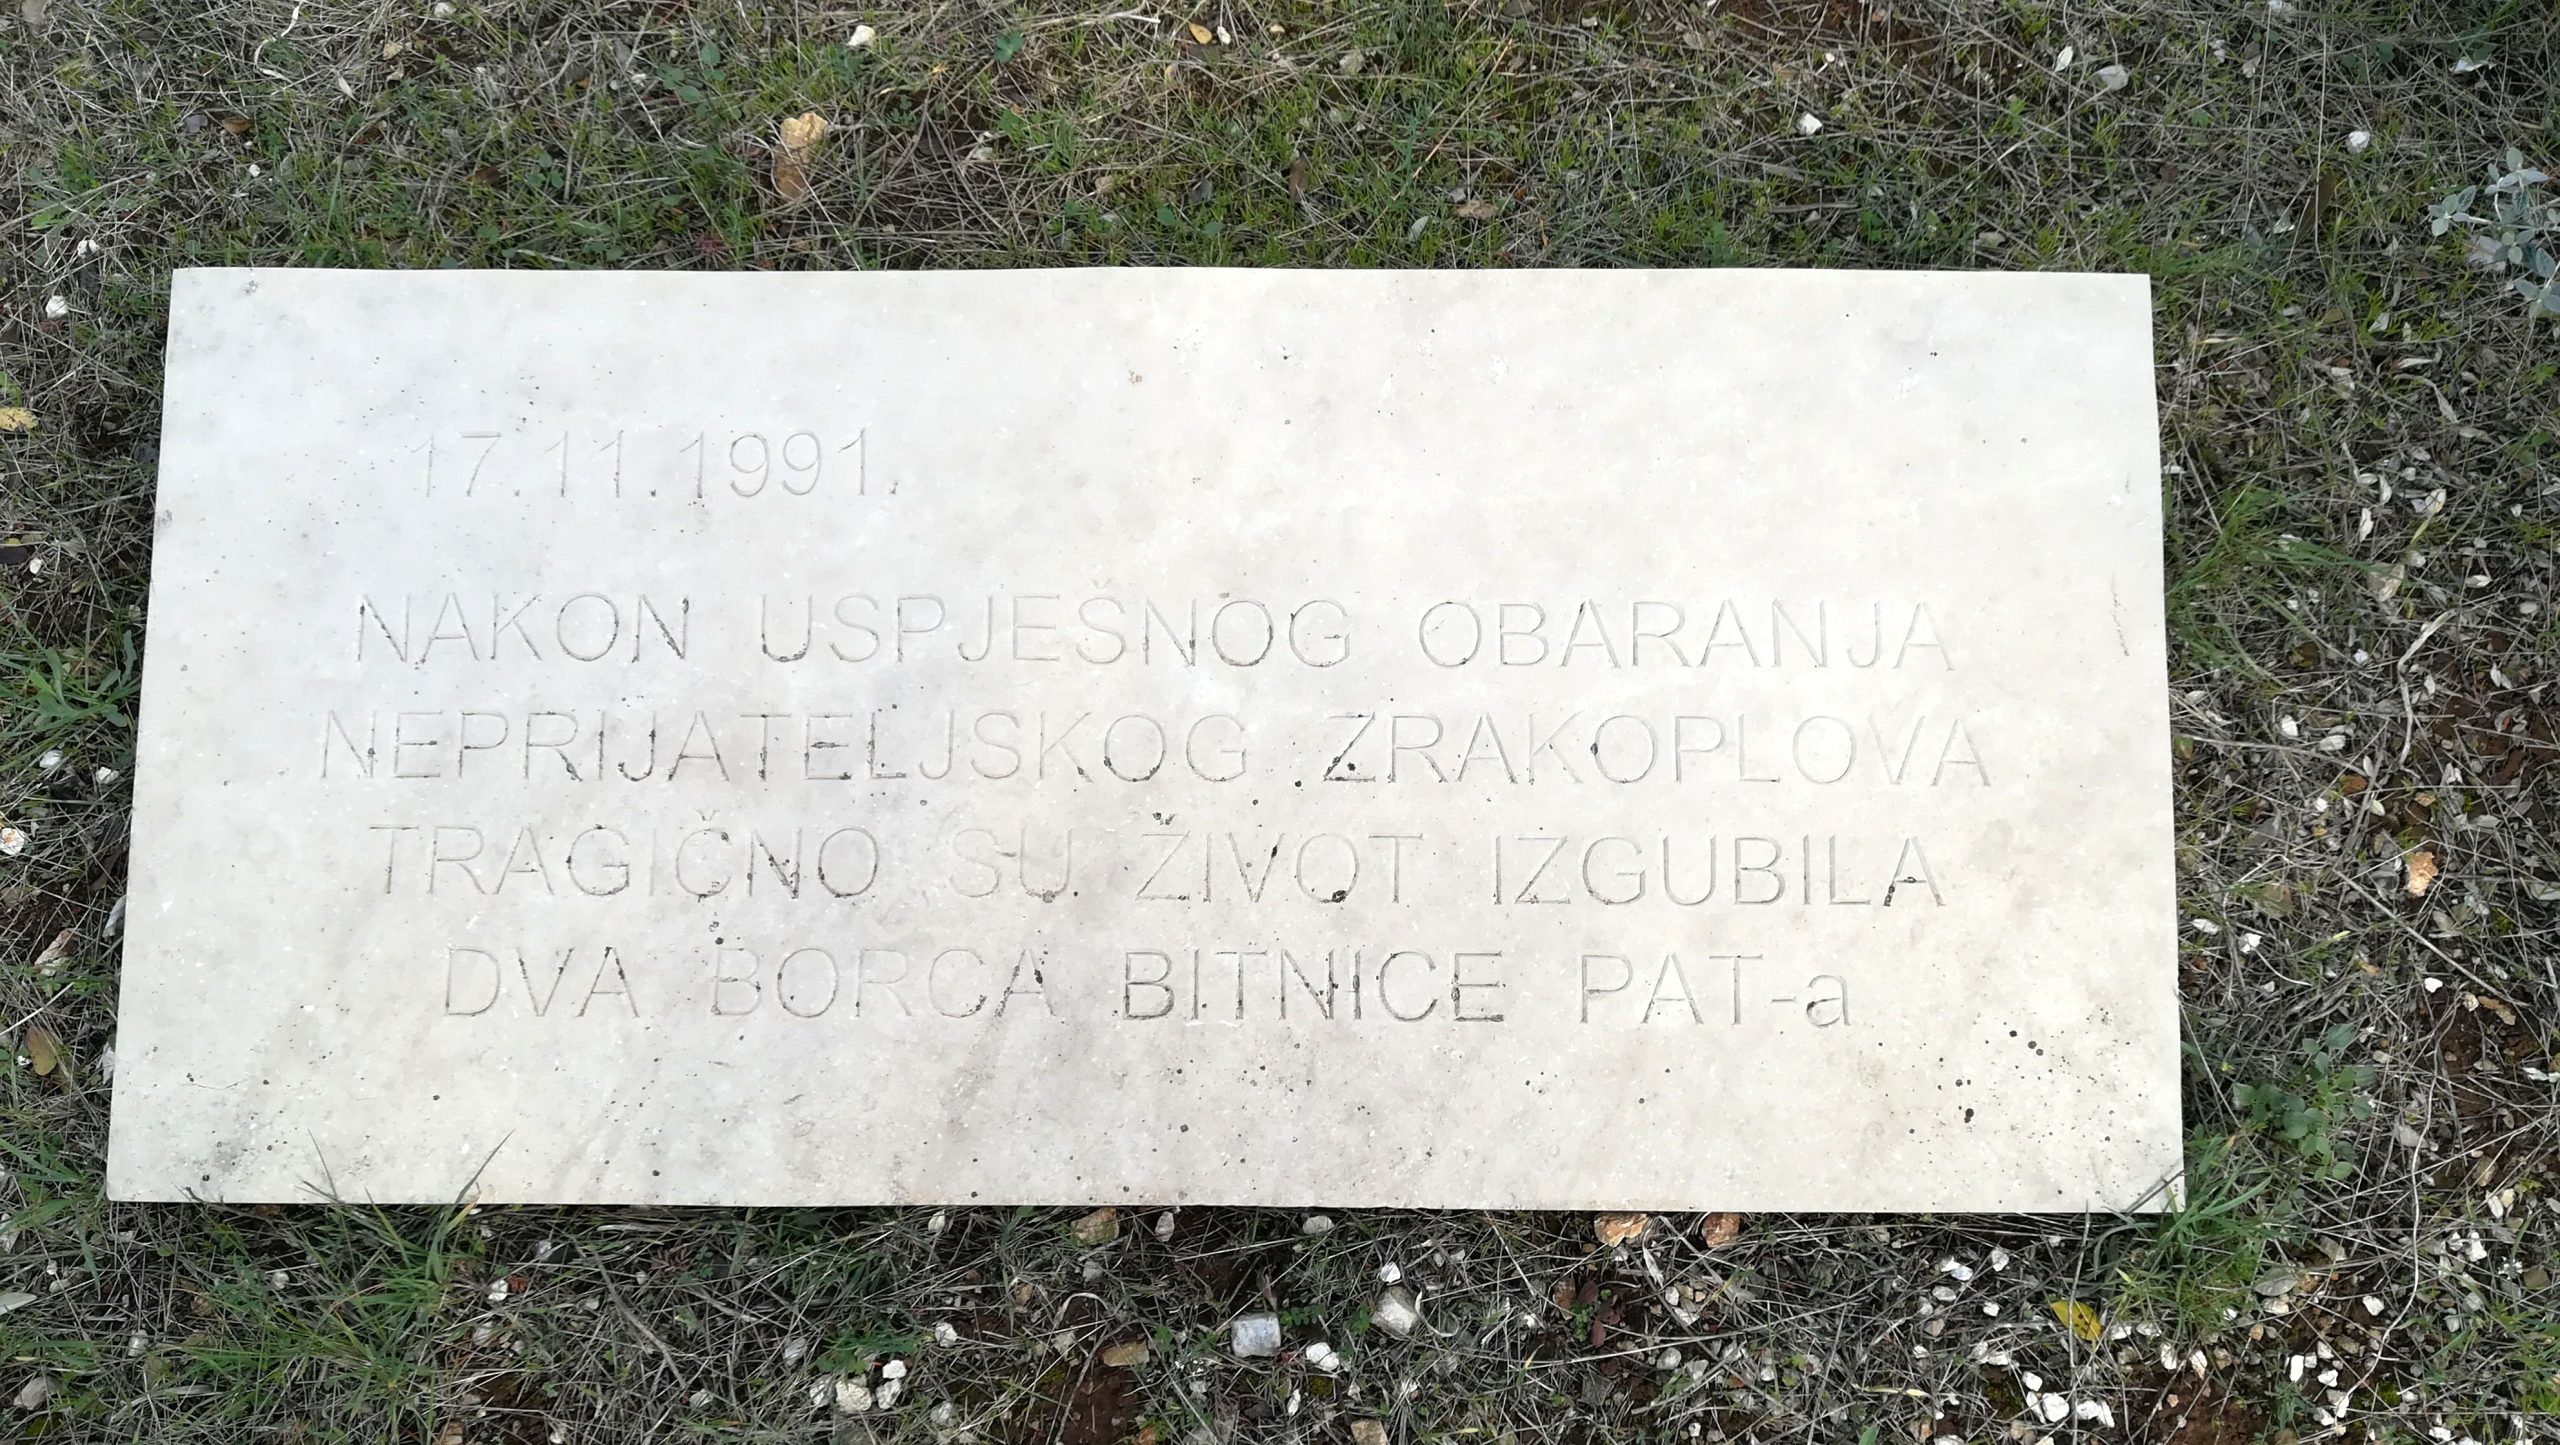 17.11.1991.
NAKON USPJEŠNOG OBARANJA
NEPRIJATELJSKOG ZRAKOPLOVA
TRAGIČNO SU ŽIVOT IZGUBILA
DVA BORCA BITNICE PAT-a